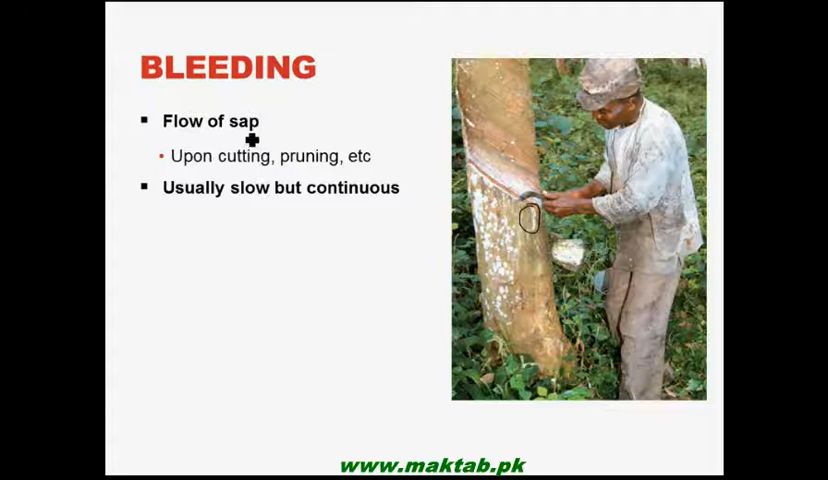 BLEEDING
Flow of sap
Upon cutting, pruning, etc
Usually slow but continuous
www.maktab.pk